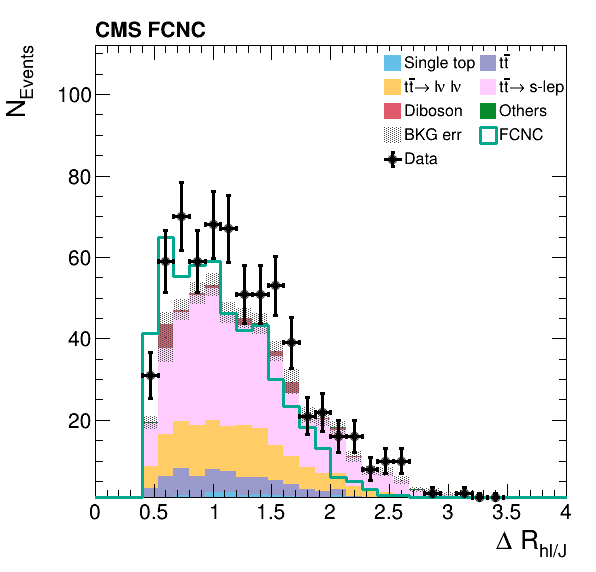 CMS FCNC
N_Events
100
80
60
40
20
Single top
tt̄
tt̄→ lν lν
tt̄→ s-lep
Diboson
Others
BKG err
FCNC
Data
0 0.5 1 1.5 2 2.5 3 3.5 4
Δ R_hl/J